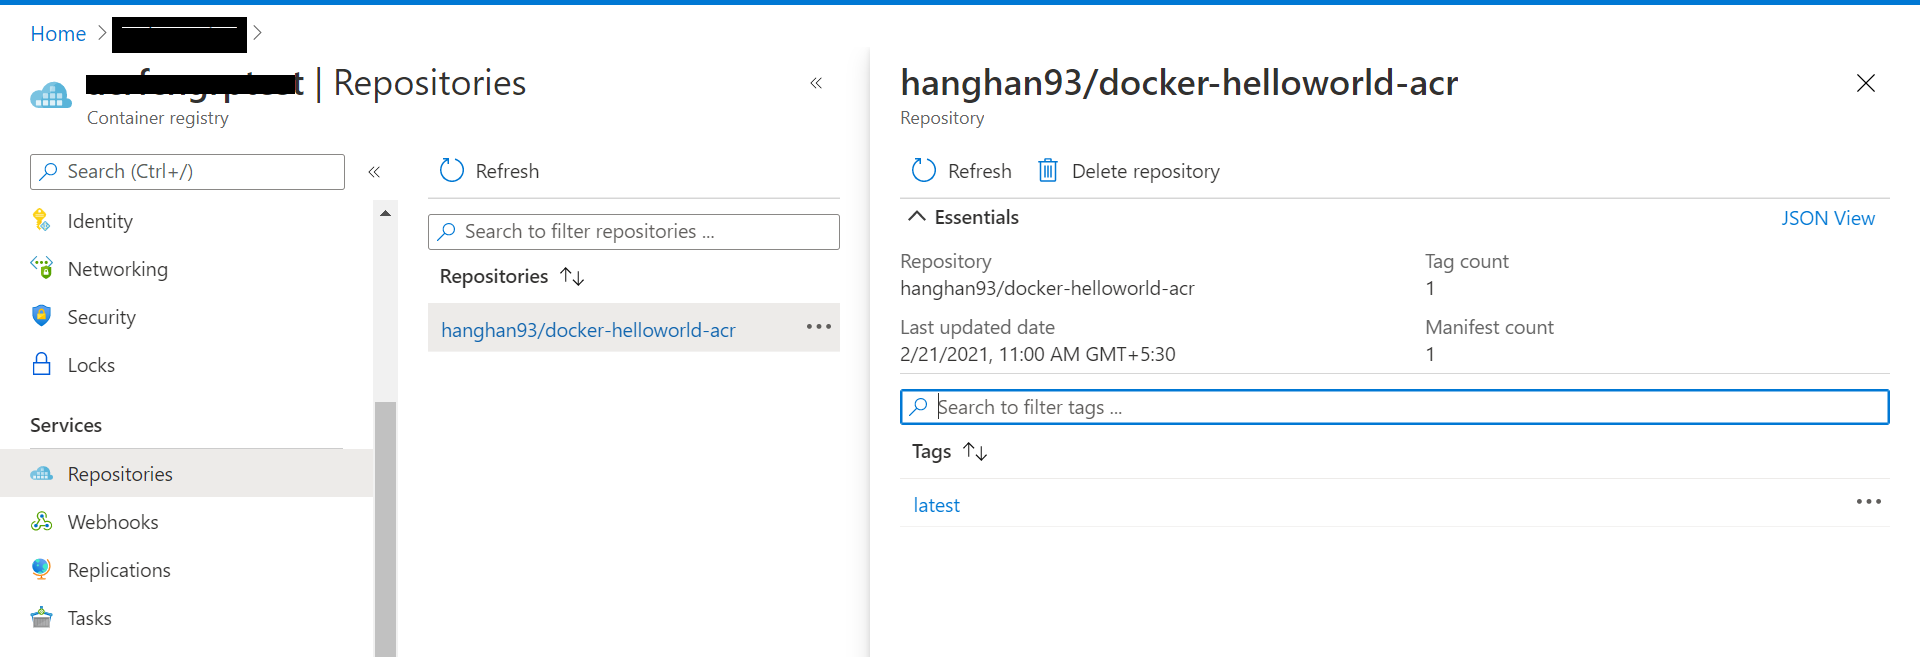 Home
| Repositories
Container registry
Search (Ctrl+/)
Identity
Networking
Security
Locks
Services
Repositories
Webhooks
Replications
Tasks
Refresh
Search to filter repositories ...
Repositories
hanghan93/docker-helloworld-acr
hanghan93/docker-helloworld-acr
Repository
Refresh Delete repository
Essentials JSON View
Repository Tag count
hanghan93/docker-helloworld-acr 1
Last updated date Manifest count
2/21/2021, 11:00 AM GMT+5:30 1
Search to filter tags ...
Tags
latest